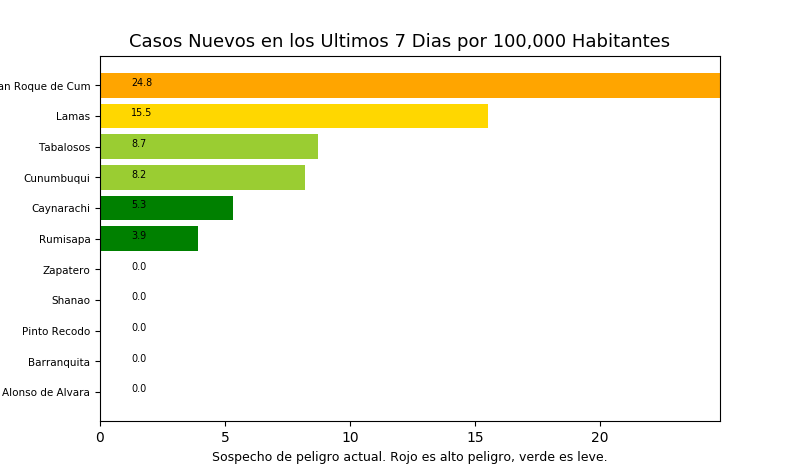 Casos Nuevos en los Ultimos 7 Dias por 100,000 Habitantes
an Roque de Cum 24.8
Lamas 15.5
Tabalosos 8.7
Cunumbuqui 8.2
Caynarachi 5.3
Rumisapa 3.9
Zapatero 0.0
Shanao 0.0
Pinto Recodo 0.0
Barranquita 0.0
Alonso de Alvara 0.0
0 5 10 15 20
Sospecho de peligro actual. Rojo es alto peligro, verde es leve.